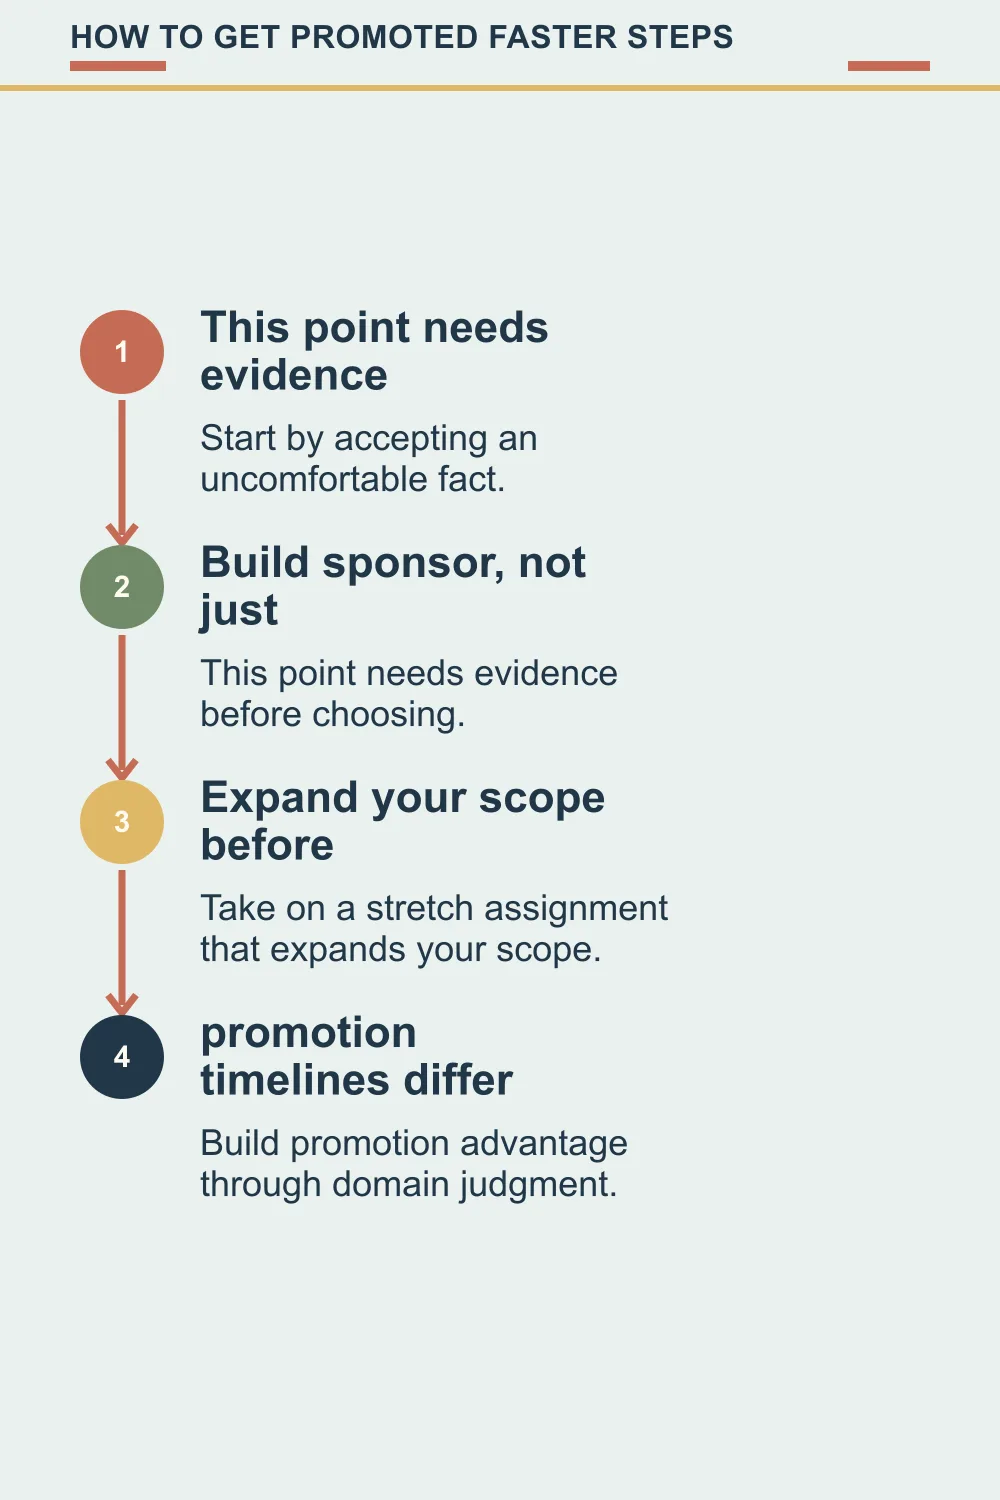 HOW TO GET PROMOTED FASTER STEPS
1
This point needs
evidence
Start by accepting an
uncomfortable fact.
2
Build sponsor, not
just
This point needs evidence
before choosing.
3
Expand your scope
before
Take on a stretch assignment
that expands your scope.
4
promotion
timelines differ
Build promotion advantage
through domain judgment.